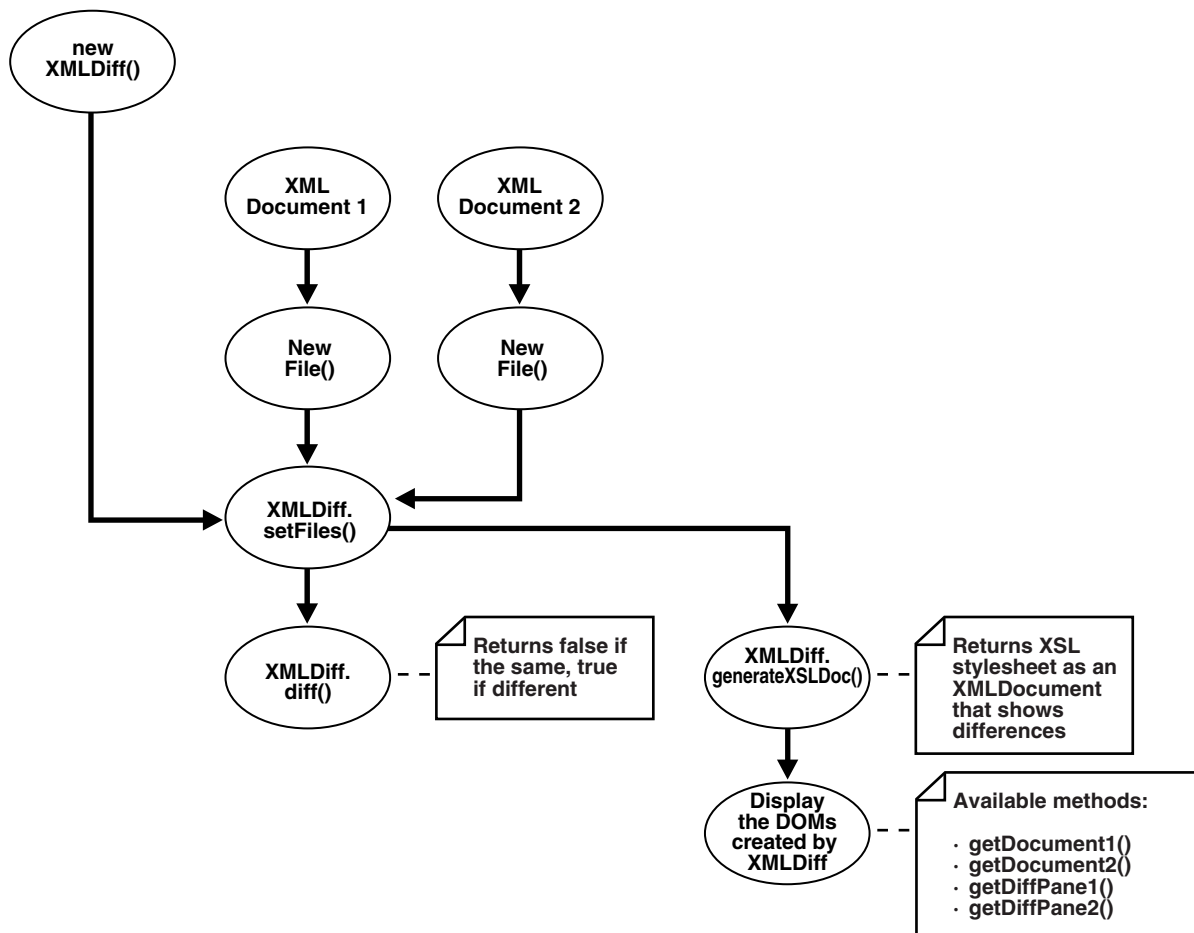 new
XMLDiff()
XML
Document 1
XML
Document 2
New
File()
New
File()
XMLDiff.
setFiles()
XMLDiff.
diff()
Returns false if
the same, true
if different
XMLDiff.
generateXSLDoc()
Returns XSL
stylesheet as an
XMLDocument
that shows
differences
Display
the DOMs
created by
XMLDiff
Available methods:
· getDocument1()
· getDocument2()
· getDiffPane1()
· getDiffPane2()